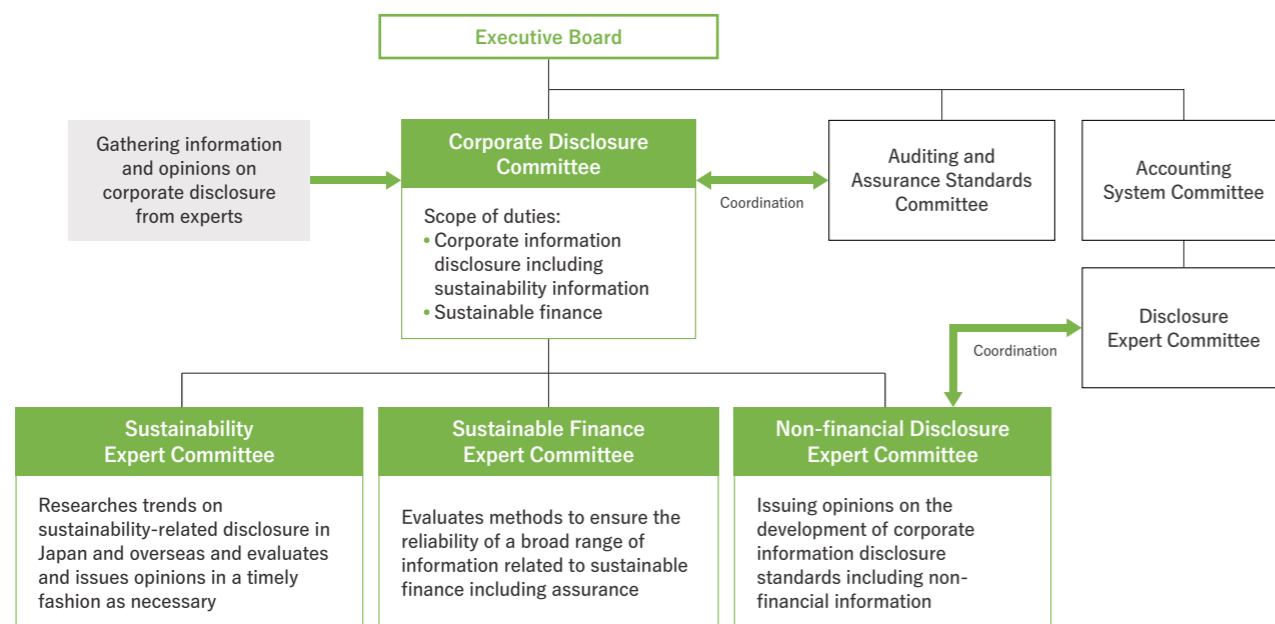 Executive Board
Gathering information
and opinions on
corporate disclosure
from experts
Corporate Disclosure
Committee
Scope of duties:
• Corporate information
disclosure including
sustainability information
• Sustainable finance
Coordination
Auditing and
Assurance Standards
Committee
Accounting
System Committee
Disclosure
Expert Committee
Coordination
Sustainability
Expert Committee
Researches trends on
sustainability-related disclosure in
Japan and overseas and evaluates
and issues opinions in a timely
fashion as necessary
Sustainable Finance
Expert Committee
Evaluates methods to ensure the
reliability of a broad range of
information related to sustainable
finance including assurance
Non-financial Disclosure
Expert Committee
Issuing opinions on the
development of corporate
information disclosure
standards including non-
financial information